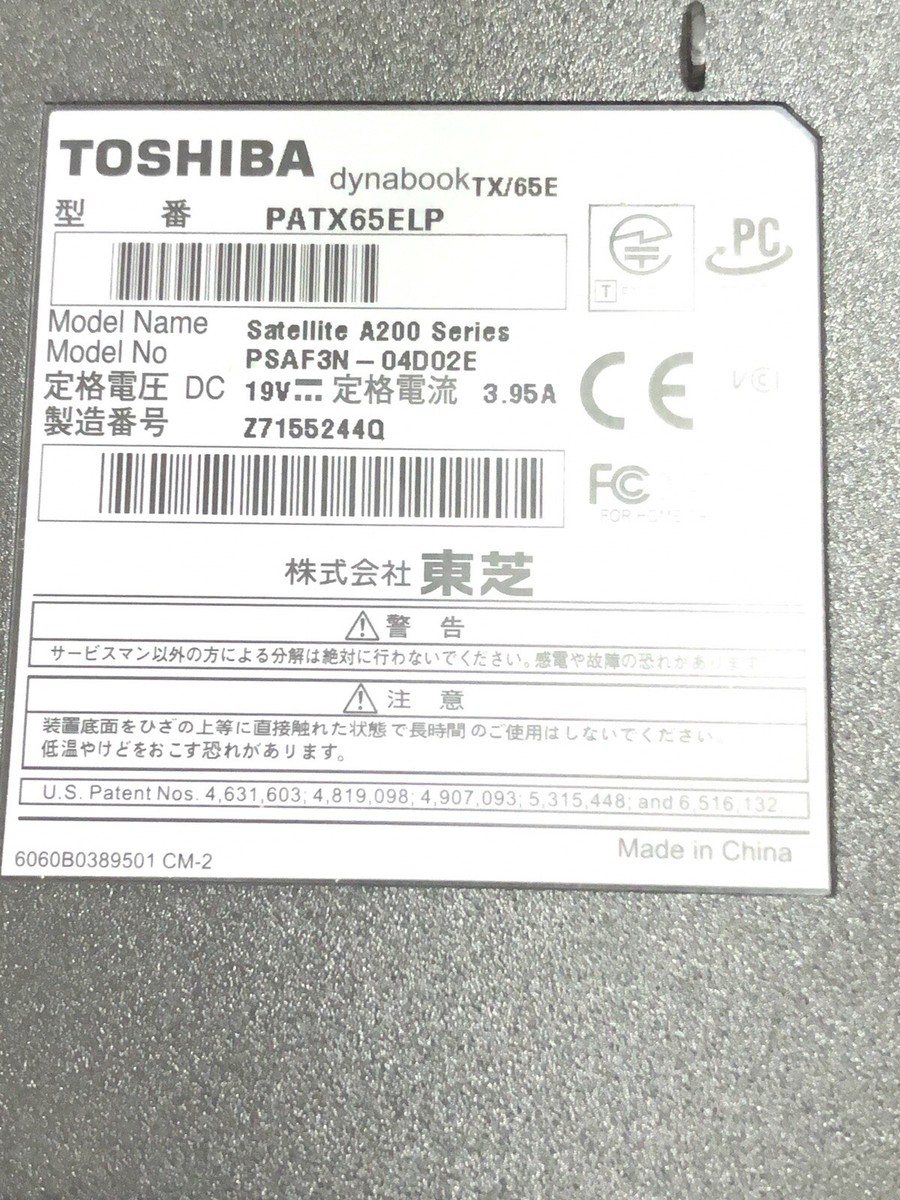 TOSHIBA dynabook TX/65E
型 番 PATX65ELP
PC
T
Model Name Satellite A200 Series
Model No PSAF3N-04D02E
定格電圧 DC 19V 定格電流 3.95A
製造番号 Z7155244Q
CE
FC
FOR HOME
株式会社 東芝
⚠警 告
サービスマン以外の方による分解は絶対に行わないでください。感電や故障の恐れがあります
⚠注 意
装置底面をひざの上等に直接触れた状態で長時間のご使用はしないでください。
低温やけどをおこす恐れがあります。
U.S. Patent Nos. 4,631,603; 4,819,098; 4,907,093; 5,315,448; and 6,516,132
6060B0389501 CM-2
Made in China